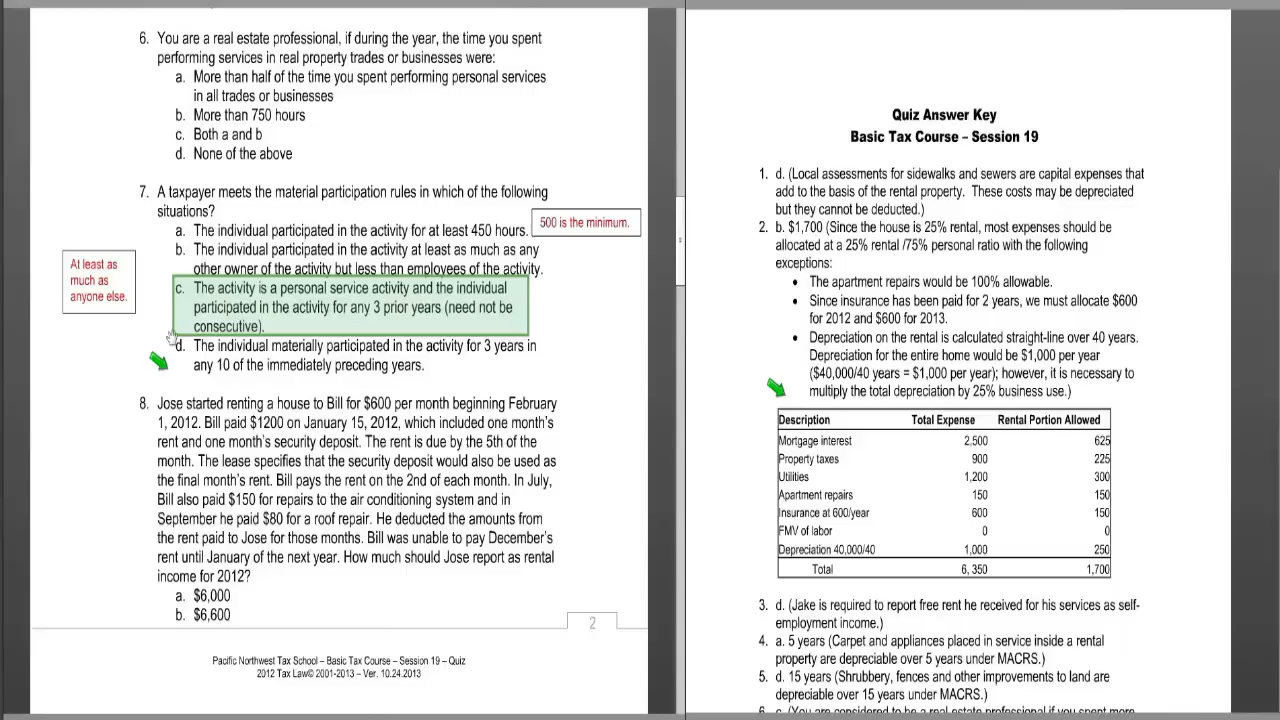 6. You are a real estate professional, if during the year, the time you spent
performing services in real property trades or businesses were:
a. More than half of the time you spent performing personal services
in all trades or businesses
b. More than 750 hours
c. Both a and b
d. None of the above
7. A taxpayer meets the material participation rules in which of the following
situations?
a. The individual participated in the activity for at least 450 hours.
500 is the minimum.
b. The individual participated in the activity at least as much as any
other owner of the activity but less than employees of the activity.
At least as
much as
anyone else.
c. The activity is a personal service activity and the individual
participated in the activity for any 3 prior years (need not be
consecutive).
d. The individual materially participated in the activity for 3 years in
any 10 of the immediately preceding years.
8. Jose started renting a house to Bill for $600 per month beginning February
1, 2012. Bill paid $1200 on January 15, 2012, which included one month's
rent and one month's security deposit. The rent is due by the 5th of the
month. The lease specifies that the security deposit would also be used as
the final month's rent. Bill pays the rent on the 2nd of each month. In July,
Bill also paid $150 for repairs to the air conditioning system and in
September he paid $80 for a roof repair. He deducted the amounts from
the rent paid to Jose for those months. Bill was unable to pay December's
rent until January of the next year. How much should Jose report as rental
income for 2012?
a. $6,000
b. $6,600
2
Pacific Northwest Tax School – Basic Tax Course – Session 19 – Quiz
2012 Tax Law© 2001-2013 – Ver. 10.24.2013
Quiz Answer Key
Basic Tax Course – Session 19
1. d. (Local assessments for sidewalks and sewers are capital expenses that
add to the basis of the rental property. These costs may be depreciated
but they cannot be deducted.)
2. b. $1,700 (Since the house is 25% rental, most expenses should be
allocated at a 25% rental /75% personal ratio with the following
exceptions:
• The apartment repairs would be 100% allowable.
• Since insurance has been paid for 2 years, we must allocate $600
for 2012 and $600 for 2013.
• Depreciation on the rental is calculated straight-line over 40 years.
Depreciation for the entire home would be $1,000 per year
($40,000/40 years = $1,000 per year); however, it is necessary to
multiply the total depreciation by 25% business use.)
Description Total Expense Rental Portion Allowed
Mortgage interest 2,500 625
Property taxes 900 225
Utilities 1,200 300
Apartment repairs 150 150
Insurance at 600/year 600 150
FMV of labor 0 0
Depreciation 40,000/40 1,000 250
Total 6, 350 1,700
3. d. (Jake is required to report free rent he received for his services as self-
employment income.)
4. a. 5 years (Carpet and appliances placed in service inside a rental
property are depreciable over 5 years under MACRS.)
5. d. 15 years (Shrubbery, fences and other improvements to land are
depreciable over 15 years under MACRS.)
6. c. (You are considered to be a real estate professional if you spent more